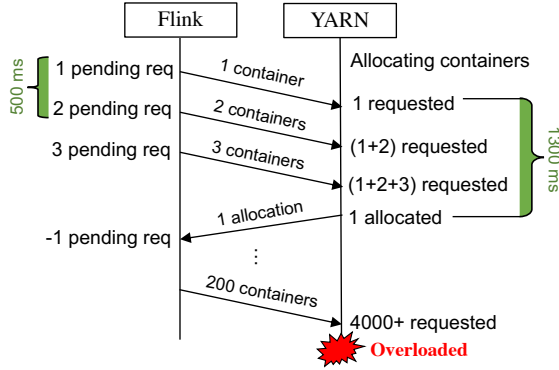 Flink
YARN
Allocating containers
500 ms
1 pending req
1 container
1 requested
2 pending req
2 containers
(1+2) requested
3 pending req
3 containers
(1+2+3) requested
1300 ms
1 allocation
1 allocated
-1 pending req
...
200 containers
4000+ requested
Overloaded